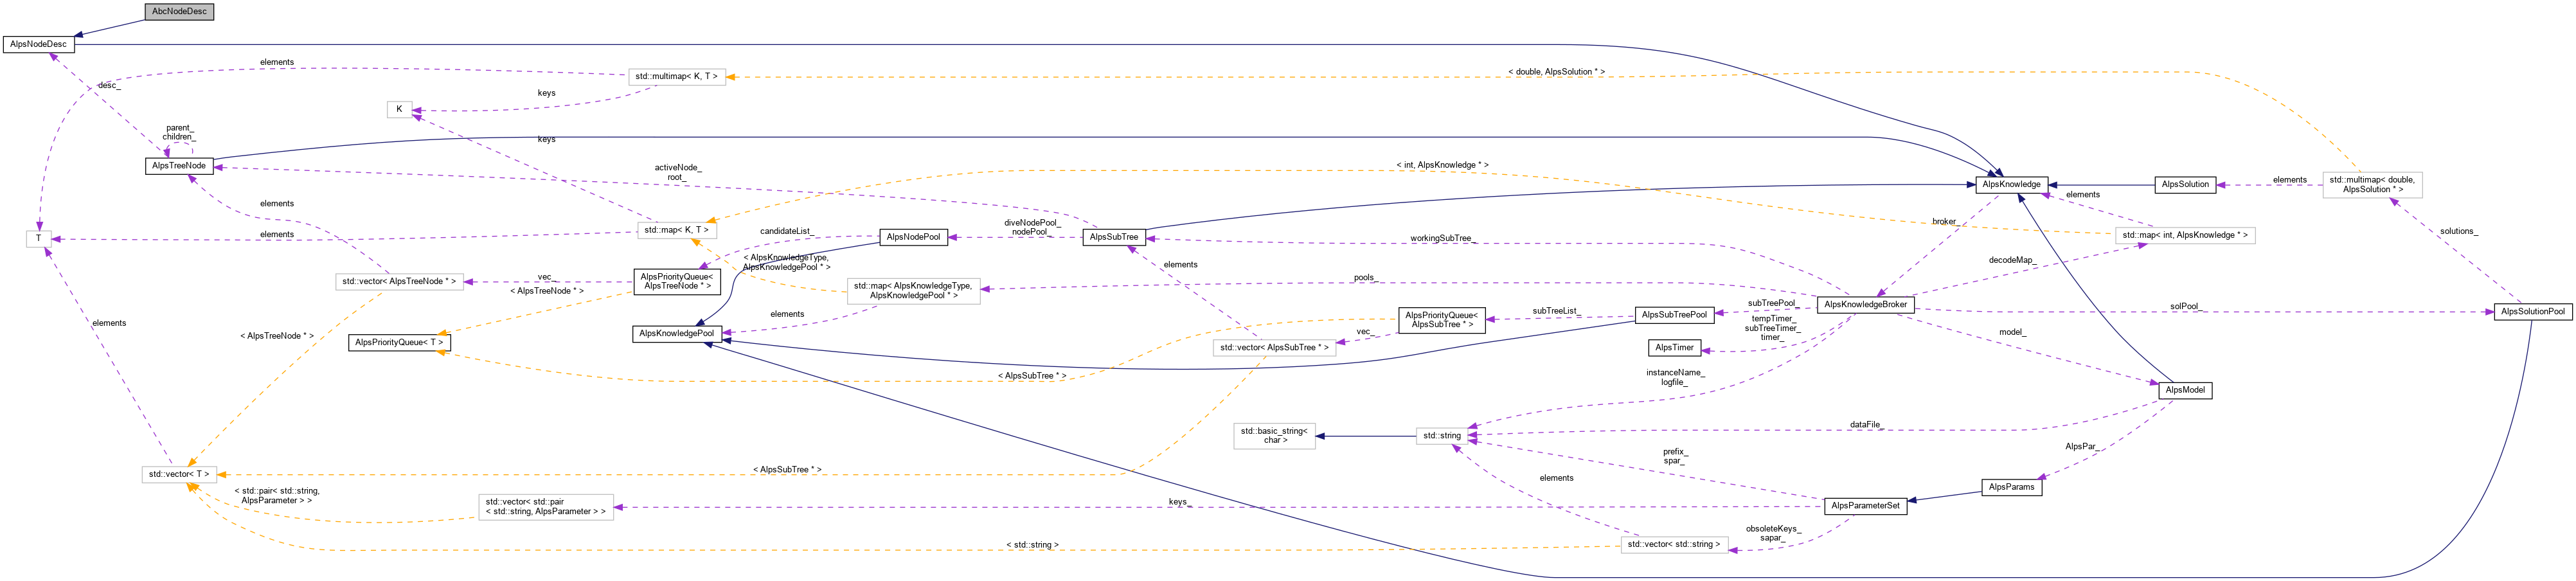 AbcNodeDesc
AlpsNodeDesc
elements
std::multimap< K, T >
< double, AlpsSolution * >
desc_
keys
K
parent_
children_
keys
AlpsTreeNode
activeNode_
root_
< int, AlpsKnowledge * >
AlpsKnowledge
AlpsSolution
elements
std::multimap< double,
AlpsSolution * >
elements
elements
diveNodePool_
nodePool_
broker_
candidateList_
std::map< K, T >
T
elements
AlpsNodePool
AlpsSubTree
workingSubTree_
std::map< int, AlpsKnowledge * >
solutions_
< AlpsKnowledgeType,
AlpsKnowledgePool * >
elements
decodeMap_
std::vector< AlpsTreeNode * >
vec_
AlpsPriorityQueue<
AlpsTreeNode * >
std::map< AlpsKnowledgeType,
AlpsKnowledgePool * >
pools_
< AlpsTreeNode * >
AlpsKnowledgeBroker
subTreePool_
solPool_
AlpsSolutionPool
elements
elements
AlpsPriorityQueue<
AlpsSubTree * >
subTreeList_
AlpsSubTreePool
tempTimer_
subTreeTimer_
timer_
model_
< AlpsTreeNode * >
AlpsPriorityQueue< T >
AlpsKnowledgePool
std::vector< AlpsSubTree * >
vec_
AlpsTimer
< AlpsSubTree * >
instanceName_
logfile_
AlpsModel
std::basic_string<
char >
std::string
dataFile_
AlpsPar_
prefix_
spar_
std::vector< T >
< AlpsSubTree * >
elements
AlpsParams
< std::pair< std::string,
AlpsParameter > >
std::vector< std::pair
< std::string, AlpsParameter > >
keys_
AlpsParameterSet
obsoleteKeys_
sapar_
< std::string >
std::vector< std::string >